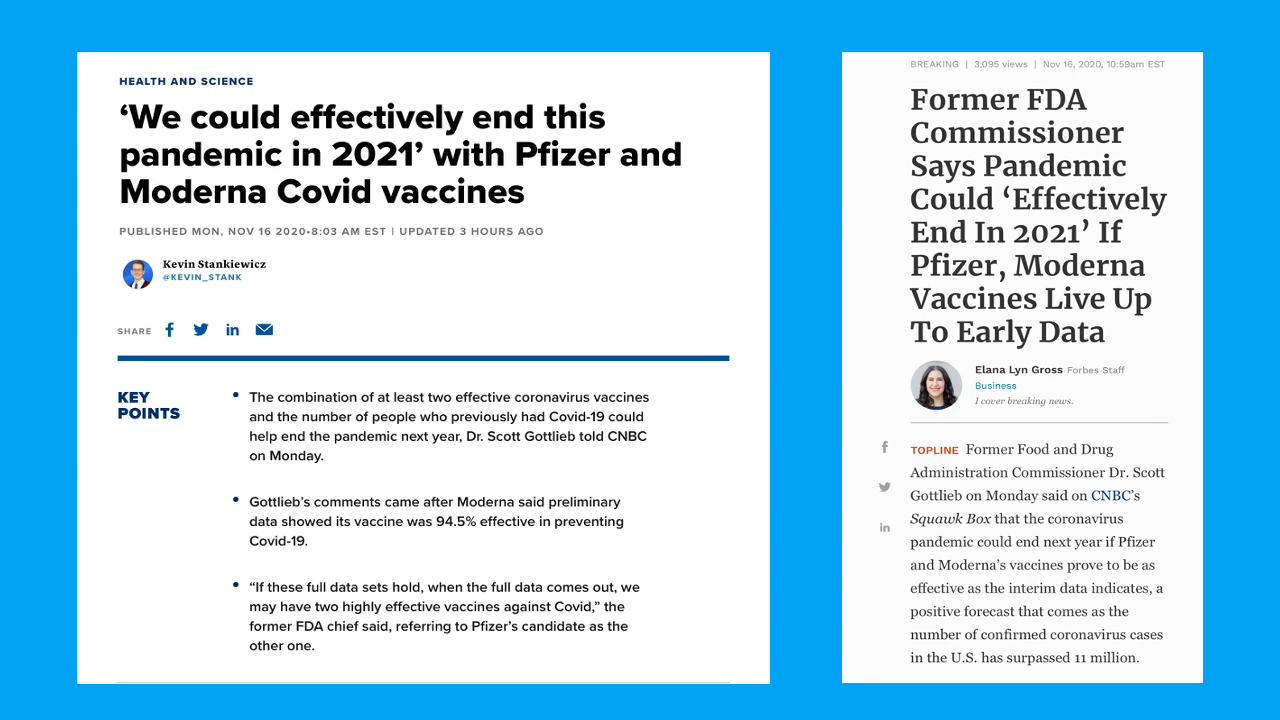 HEALTH AND SCIENCE
‘We could effectively end this
pandemic in 2021’ with Pfizer and
Moderna Covid vaccines
PUBLISHED MON, NOV 16 2020•8:03 AM EST | UPDATED 3 HOURS AGO
Kevin Stankiewicz
@KEVIN_STANK
SHARE
KEY
POINTS
• The combination of at least two effective coronavirus vaccines
and the number of people who previously had Covid-19 could
help end the pandemic next year, Dr. Scott Gottlieb told CNBC
on Monday.
• Gottlieb’s comments came after Moderna said preliminary
data showed its vaccine was 94.5% effective in preventing
Covid-19.
• “If these full data sets hold, when the full data comes out, we
may have two highly effective vaccines against Covid,” the
former FDA chief said, referring to Pfizer’s candidate as the
other one.
BREAKING | 3,095 views | Nov 16, 2020, 10:59am EST
Former FDA
Commissioner
Says Pandemic
Could ‘Effectively
End In 2021’ If
Pfizer, Moderna
Vaccines Live Up
To Early Data
Elana Lyn Gross Forbes Staff
Business
I cover breaking news.
TOPLINE Former Food and Drug
Administration Commissioner Dr. Scott
Gottlieb on Monday said on CNBC’s
Squawk Box that the coronavirus
pandemic could end next year if Pfizer
and Moderna’s vaccines prove to be as
effective as the interim data indicates, a
positive forecast that comes as the
number of confirmed coronavirus cases
in the U.S. has surpassed 11 million.